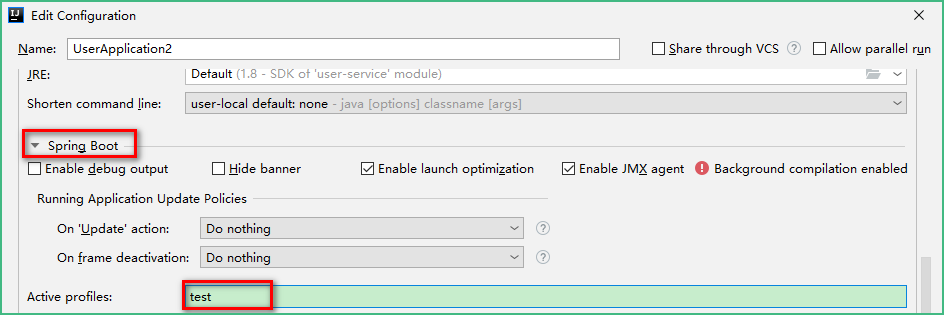 IJ Edit Configuration
Name: UserApplication2 Share through VCS ? Allow parallel run
JRE: Default (1.8 - SDK of 'user-service' module)
Shorten command line: user-local default: none - java [options] classname [args]
Spring Boot
Enable debug output Hide banner Enable launch optimization Enable JMX agent ! Background compilation enabled
Running Application Update Policies
On 'Update' action: Do nothing ?
On frame deactivation: Do nothing ?
Active profiles: test